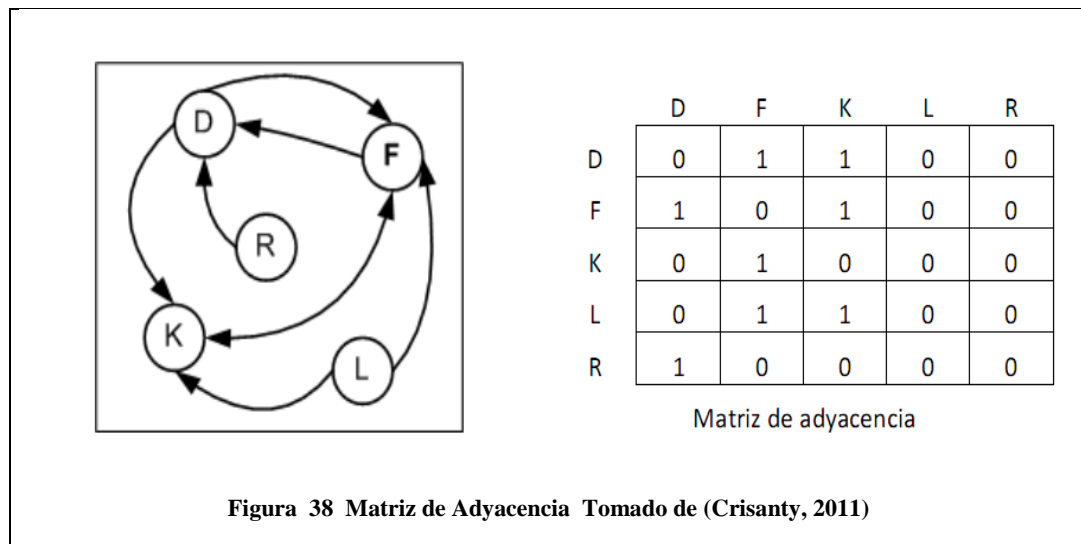 D
F
R
K
L
D F K L R
D 0 1 1 0 0
F 1 0 1 0 0
K 0 1 0 0 0
L 0 1 1 0 0
R 1 0 0 0 0
Matriz de adyacencia
Figura 38 Matriz de Adyacencia Tomado de (Crisanty, 2011)